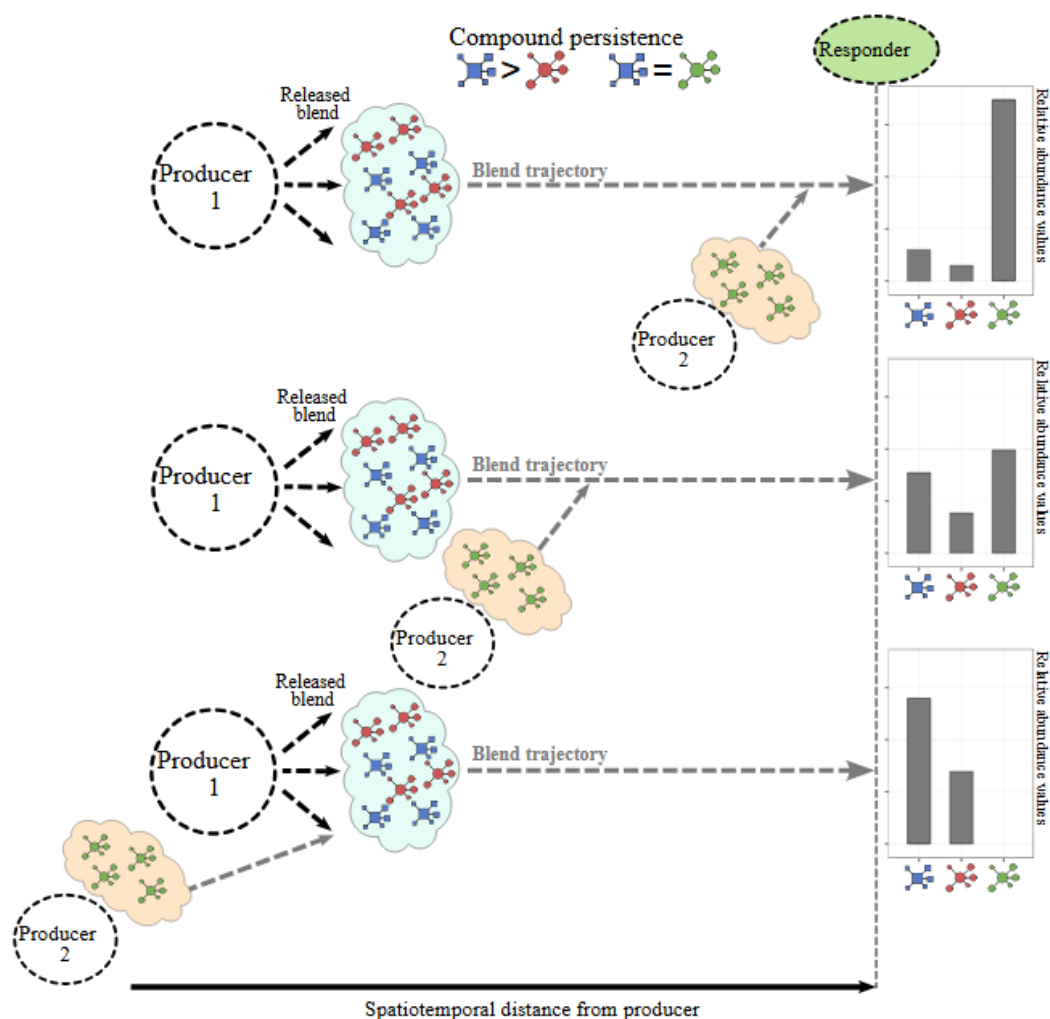 Compound persistence
> =
Responder
Released
blend
Producer
1
Blend trajectory
Producer
2
Relative abundance values
Released
blend
Producer
1
Blend trajectory
Producer
2
Relative abundance values
Released
blend
Producer
1
Blend trajectory
Producer
2
Relative abundance values
Spatiotemporal distance from producer